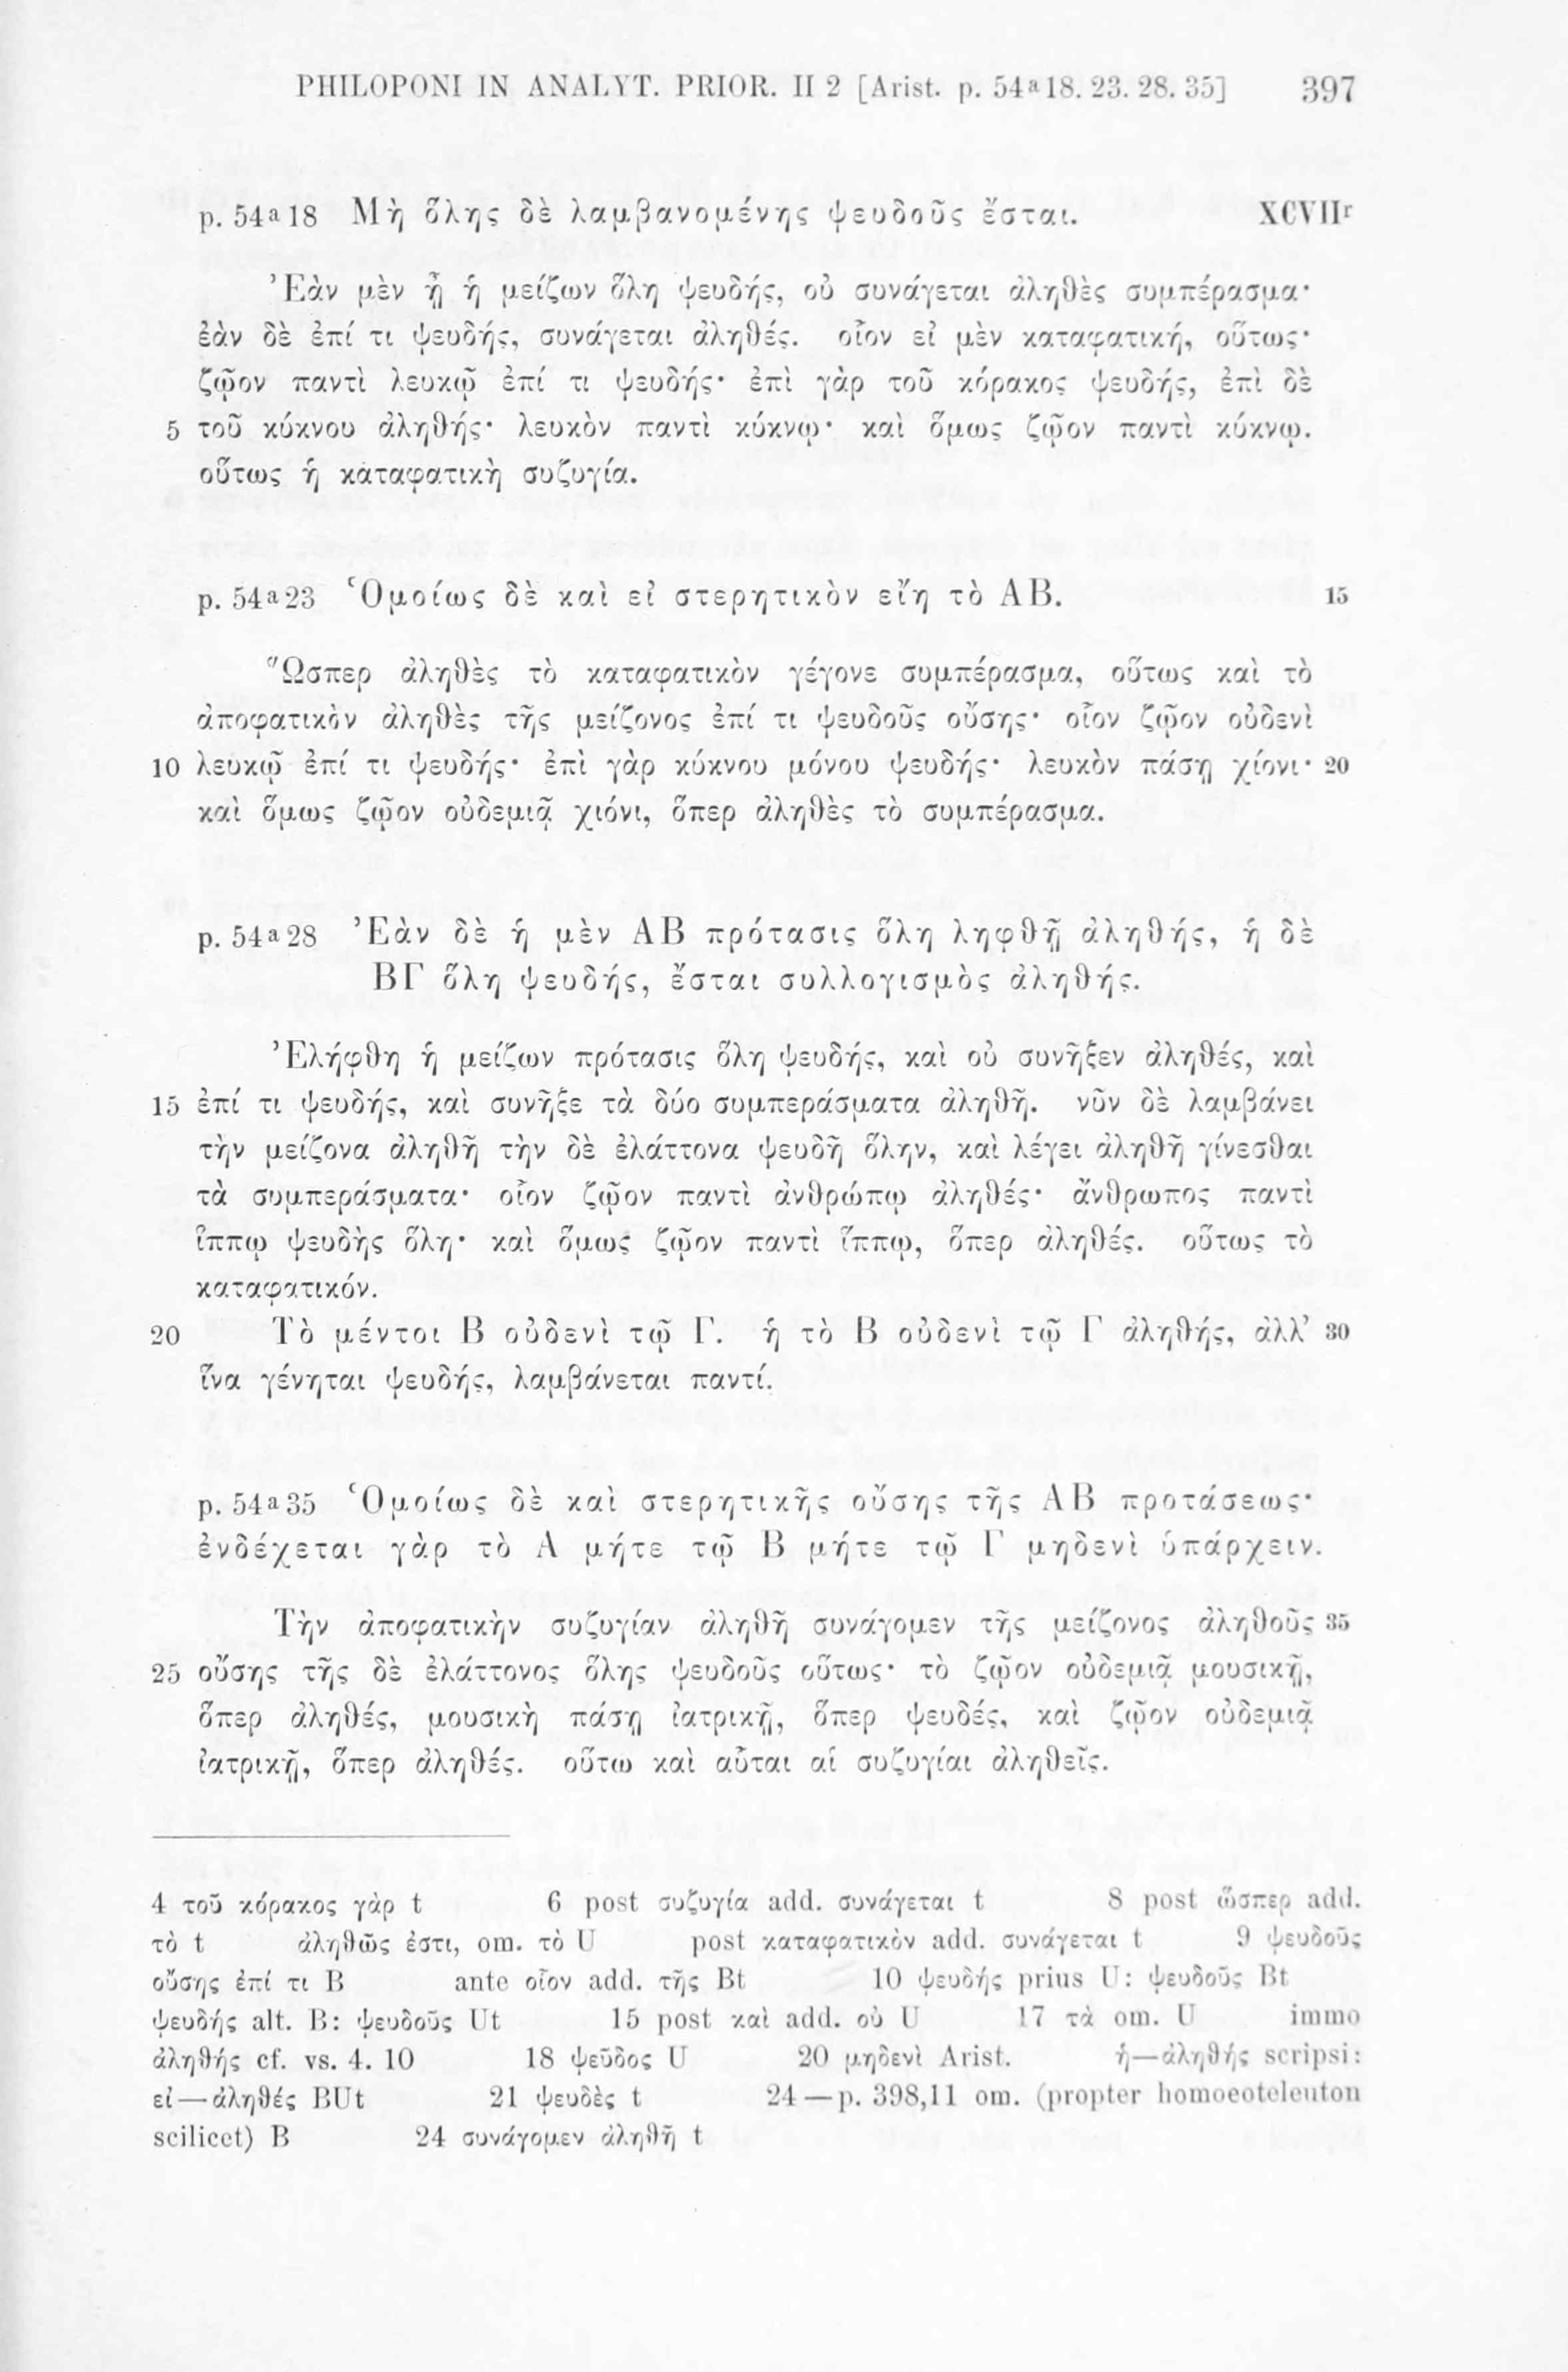 PHILOPONI IN ANALYT. PRIOR. II 2 [Arist. p. 54a18. 23. 28. 35] 397
p. 54a18 Μὴ ὅλης δὲ λαμβανομένης ψευδοῦς ἔσται. XCVIIr
Ἐὰν μὲν ᾖ ἡ μείζων ὅλη ψευδής, οὐ συνάγεται ἀληθὲς συμπέρασμα·
ἐὰν δὲ ἐπί τι ψευδής, συνάγεται ἀληθές. οἷον εἰ μὲν καταφατική, οὕτως·
ζῷον παντὶ λευκῷ ἐπί τι ψευδής· ἐπὶ γὰρ τοῦ κόρακος ψευδής, ἐπὶ δὲ
5 τοῦ κύκνου ἀληθής· λευκὸν παντὶ κύκνῳ· καὶ ὅμως ζῷον παντὶ κύκνῳ.
οὕτως ἡ καταφατικὴ συζυγία.
p. 54a23 Ὁμοίως δὲ καὶ εἰ στερητικὸν εἴη τὸ ΑΒ. 15
Ὥσπερ ἀληθὲς τὸ καταφατικὸν γέγονε συμπέρασμα, οὕτως καὶ τὸ
ἀποφατικὸν ἀληθὲς τῆς μείζονος ἐπί τι ψευδοῦς οὔσης· οἷον ζῷον οὐδενὶ
10 λευκῷ ἐπί τι ψευδής· ἐπὶ γὰρ κύκνου μόνου ψευδής· λευκὸν πάσῃ χίονι· 20
καὶ ὅμως ζῷον οὐδεμιᾷ χιόνι, ὅπερ ἀληθὲς τὸ συμπέρασμα.
p. 54a28 Ἐὰν δὲ ἡ μὲν ΑΒ πρότασις ὅλη ληφθῇ ἀληθής, ἡ δὲ
ΒΓ ὅλη ψευδής, ἔσται συλλογισμὸς ἀληθής.
Ἐλήφθη ἡ μείζων πρότασις ὅλη ψευδής, καὶ οὐ συνῆξεν ἀληθές, καὶ
15 ἐπί τι ψευδής, καὶ συνῆξε τὰ δύο συμπεράσματα ἀληθῆ. νῦν δὲ λαμβάνει
τὴν μείζονα ἀληθῆ τὴν δὲ ἐλάττονα ψευδῆ ὅλην, καὶ λέγει ἀληθῆ γίνεσθαι
τὰ συμπεράσματα· οἷον ζῷον παντὶ ἀνθρώπῳ ἀληθές· ἄνθρωπος παντὶ
ἵππῳ ψευδὴς ὅλη· καὶ ὅμως ζῷον παντὶ ἵππῳ, ὅπερ ἀληθές. οὕτως τὸ
καταφατικόν.
20 Τὸ μέντοι Β οὐδενὶ τῷ Γ. ἡ τὸ Β οὐδενὶ τῷ Γ ἀληθής, ἀλλ’ 30
ἵνα γένηται ψευδής, λαμβάνεται παντί.
p. 54a35 Ὁμοίως δὲ καὶ στερητικῆς οὔσης τῆς ΑΒ προτάσεως·
ἐνδέχεται γὰρ τὸ Α μήτε τῷ Β μήτε τῷ Γ μηδενὶ ὑπάρχειν.
Τὴν ἀποφατικὴν συζυγίαν ἀληθῆ συνάγομεν τῆς μείζονος ἀληθοῦς 35
25 οὔσης τῆς δὲ ἐλάττονος ὅλης ψευδοῦς οὕτως· τὸ ζῷον οὐδεμιᾷ μουσικῇ,
ὅπερ ἀληθές, μουσικὴ πάσῃ ἰατρικῇ, ὅπερ ψευδές, καὶ ζῷον οὐδεμιᾷ
ἰατρικῇ, ὅπερ ἀληθές. οὕτω καὶ αὗται αἱ συζυγίαι ἀληθεῖς.
4 τοῦ κόρακος γὰρ t 6 post συζυγία add. συνάγεται t 8 post ὥσπερ add.
τὸ t ἀληθῶς ἐστι, om. τὸ U post καταφατικὸν add. συνάγεται t 9 ψευδοῦς
οὔσης ἐπί τι B ante οἷον add. τῆς Bt 10 ψευδής prius U: ψευδοῦς Bt
ψευδής alt. B: ψευδοῦς Ut 15 post καὶ add. οὐ U 17 τὰ om. U immo
ἀληθής cf. vs. 4. 10 18 ψεῦδος U 20 μηδενὶ Arist. ἡ—ἀληθής scripsi:
εἰ—ἀληθές BUt 21 ψευδὲς t 24—p. 398,11 om. (propter homoeoteleuton
scilicet) B 24 συνάγομεν ἀληθῆ t